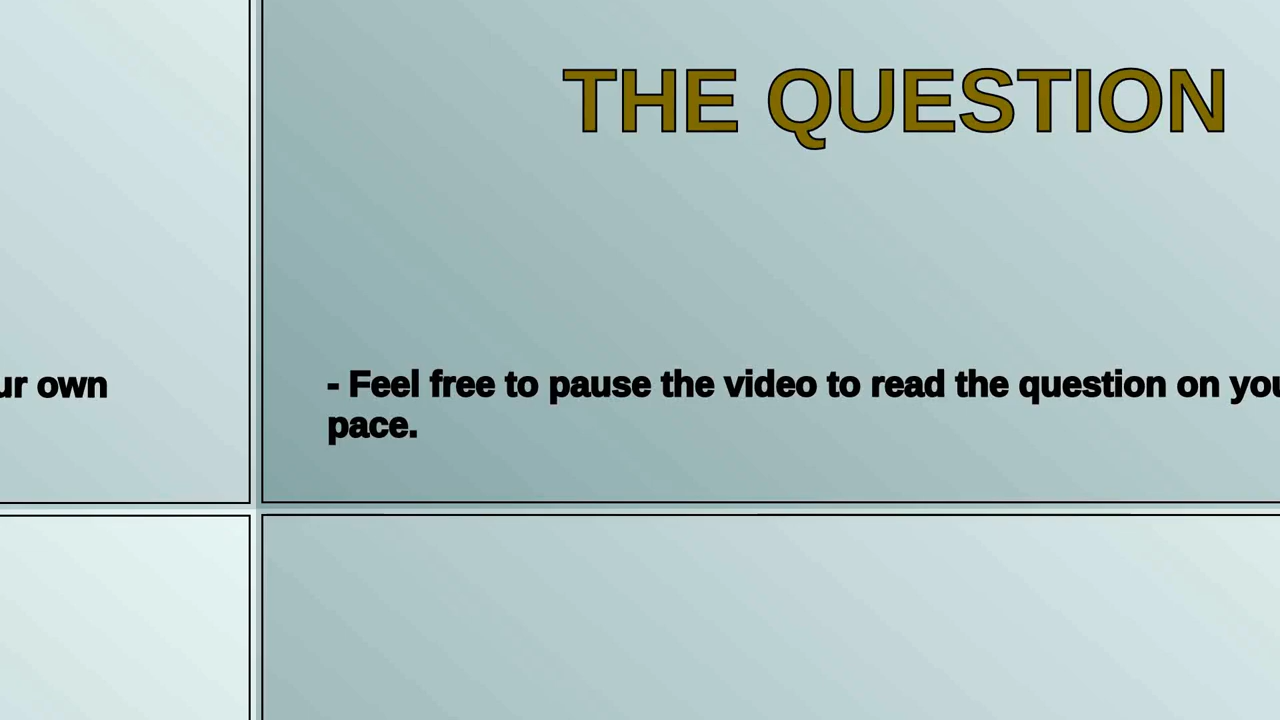 THE QUESTION
ur own
- Feel free to pause the video to read the question on you
pace.